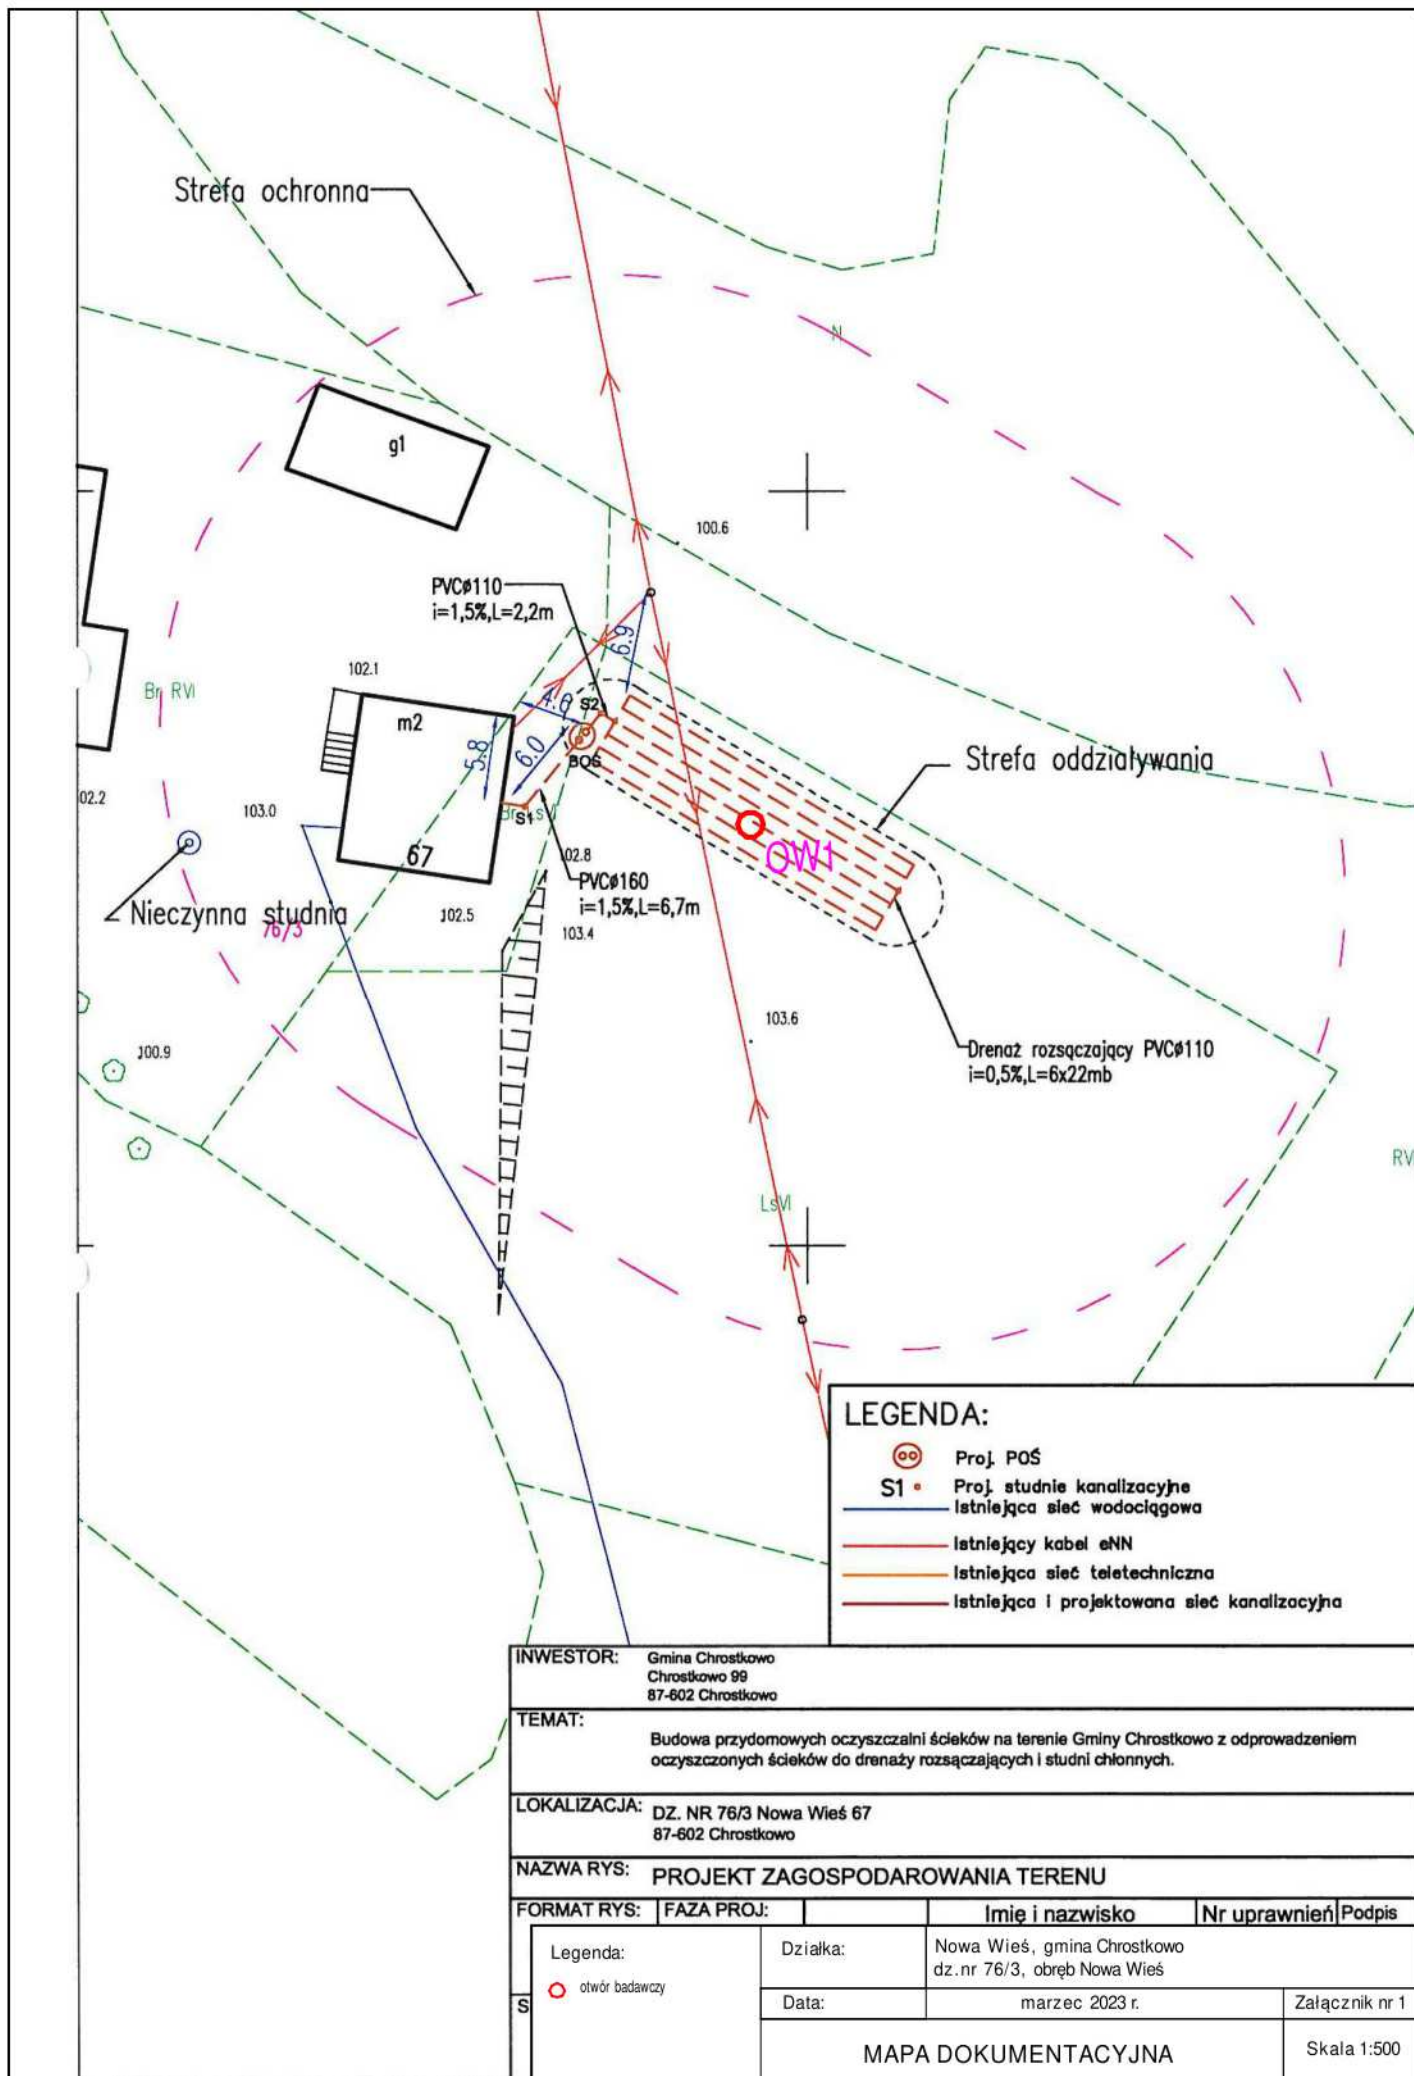 Strefa ochronna
N
g1
100.6
PVCø110
i=1,5%,L=2,2m
6.9
102.1
Br RVI
m2
4.6
S2
5.8
6.0
BOŚ
Strefa oddziaływania
02.2
103.0
S1
OW1
67
02.8
PVCø160
i=1,5%,L=6,7m
Nieczynna studnia
76/3
102.5
103.4
103.6
100.9
Drenaż rozsączający PVCø110
i=0,5%,L=6x22mb
RV
LsVI
LEGENDA:
Proj. POŚ
S1 Proj. studnie kanalizacyjne
Istniejąca sieć wodociągowa
Istniejący kabel eNN
Istniejąca sieć teletechniczna
Istniejąca i projektowana sieć kanalizacyjna
INWESTOR: Gmina Chrostkowo
Chrostkowo 99
87-602 Chrostkowo
TEMAT:
Budowa przydomowych oczyszczalni ścieków na terenie Gminy Chrostkowo z odprowadzeniem
oczyszczonych ścieków do drenaży rozsączających i studni chłonnych.
LOKALIZACJA: DZ. NR 76/3 Nowa Wieś 67
87-602 Chrostkowo
NAZWA RYS: PROJEKT ZAGOSPODAROWANIA TERENU
FORMAT RYS: FAZA PROJ: Imię i nazwisko Nr uprawnień Podpis
Legenda:
otwór badawczy
S
Działka: Nowa Wieś, gmina Chrostkowo
dz.nr 76/3, obręb Nowa Wieś
Data: marzec 2023 r. Załącznik nr 1
MAPA DOKUMENTACYJNA Skala 1:500